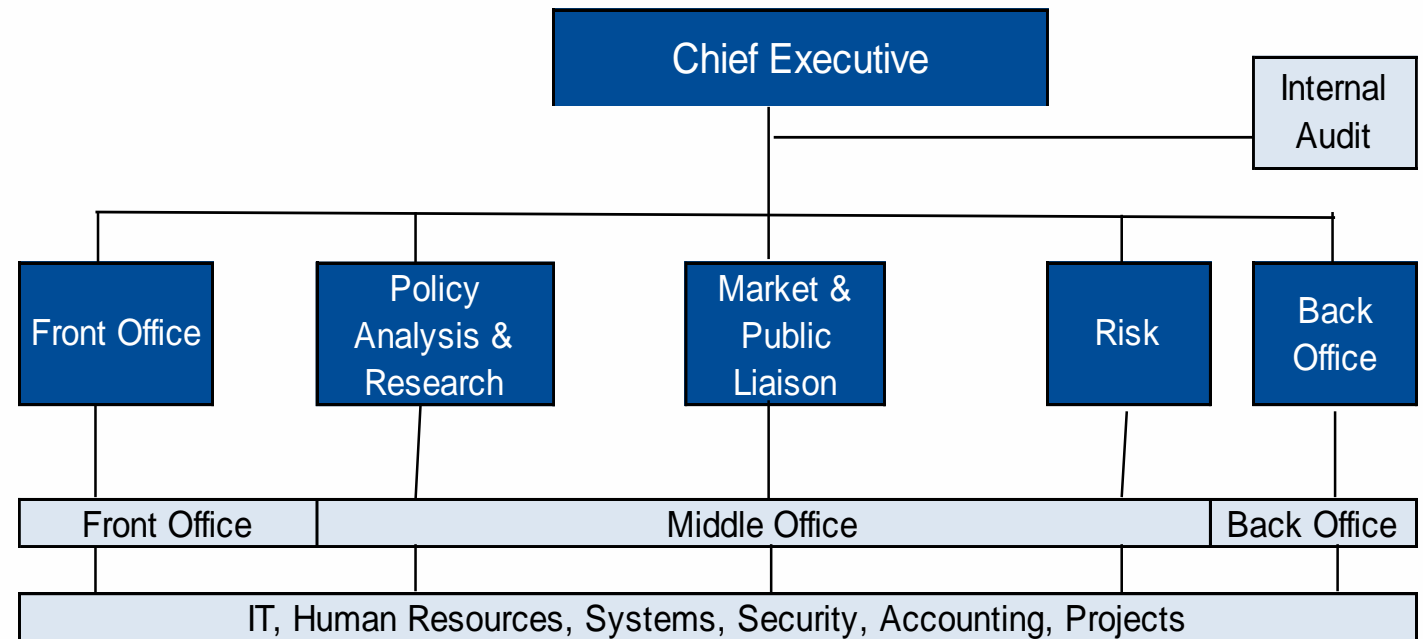 Chief Executive
Internal
Audit
Front Office
Policy
Analysis &
Research
Market &
Public
Liaison
Risk
Back
Office
Front Office
Middle Office
Back Office
IT, Human Resources, Systems, Security, Accounting, Projects